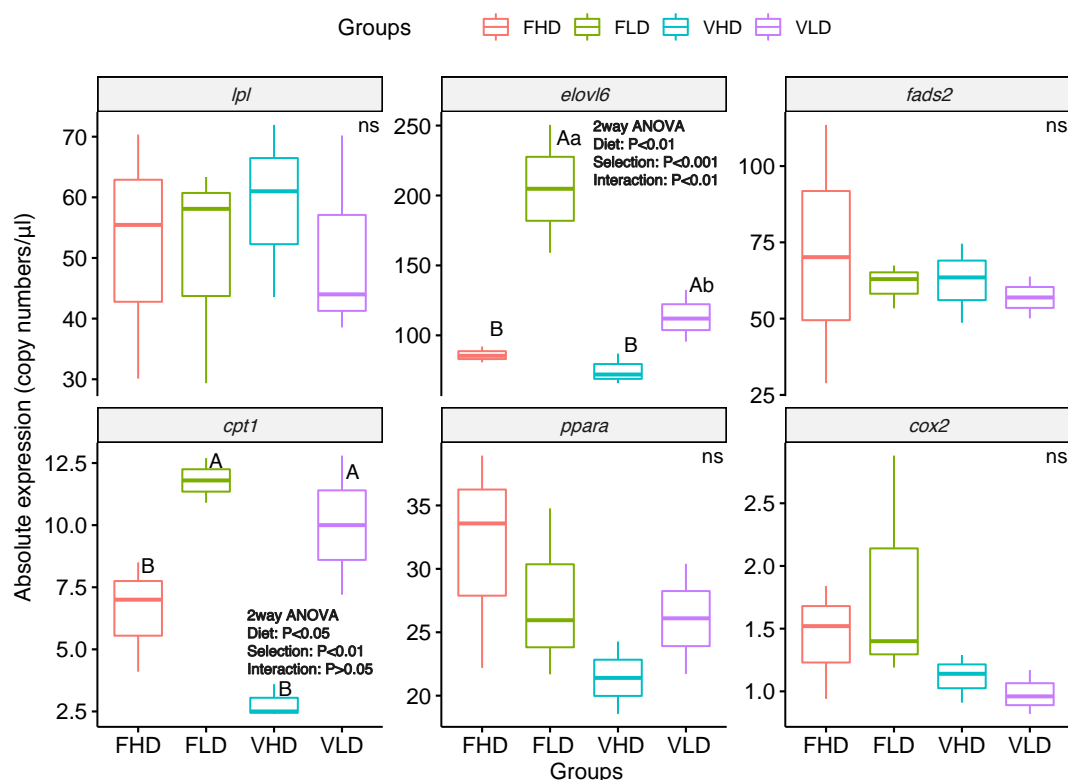 Groups FHD FLD VHD VLD
lpl elovl6 fads2
ns
70
60
50
40
30
250
200
150
100
Aa
Ab
B
B
2way ANOVA
Diet: P<0.01
Selection: P<0.001
Interaction: P<0.01
ns
100
75
50
25
cpt1 ppara cox2
12.5
10.0
7.5
5.0
2.5
B
A
B
A
2way ANOVA
Diet: P<0.05
Selection: P<0.01
Interaction: P>0.05
ns
35
30
25
20
ns
2.5
2.0
1.5
1.0
Absolute expression (copy numbers/µl)
FHD FLD VHD VLD FHD FLD VHD VLD FHD FLD VHD VLD
Groups